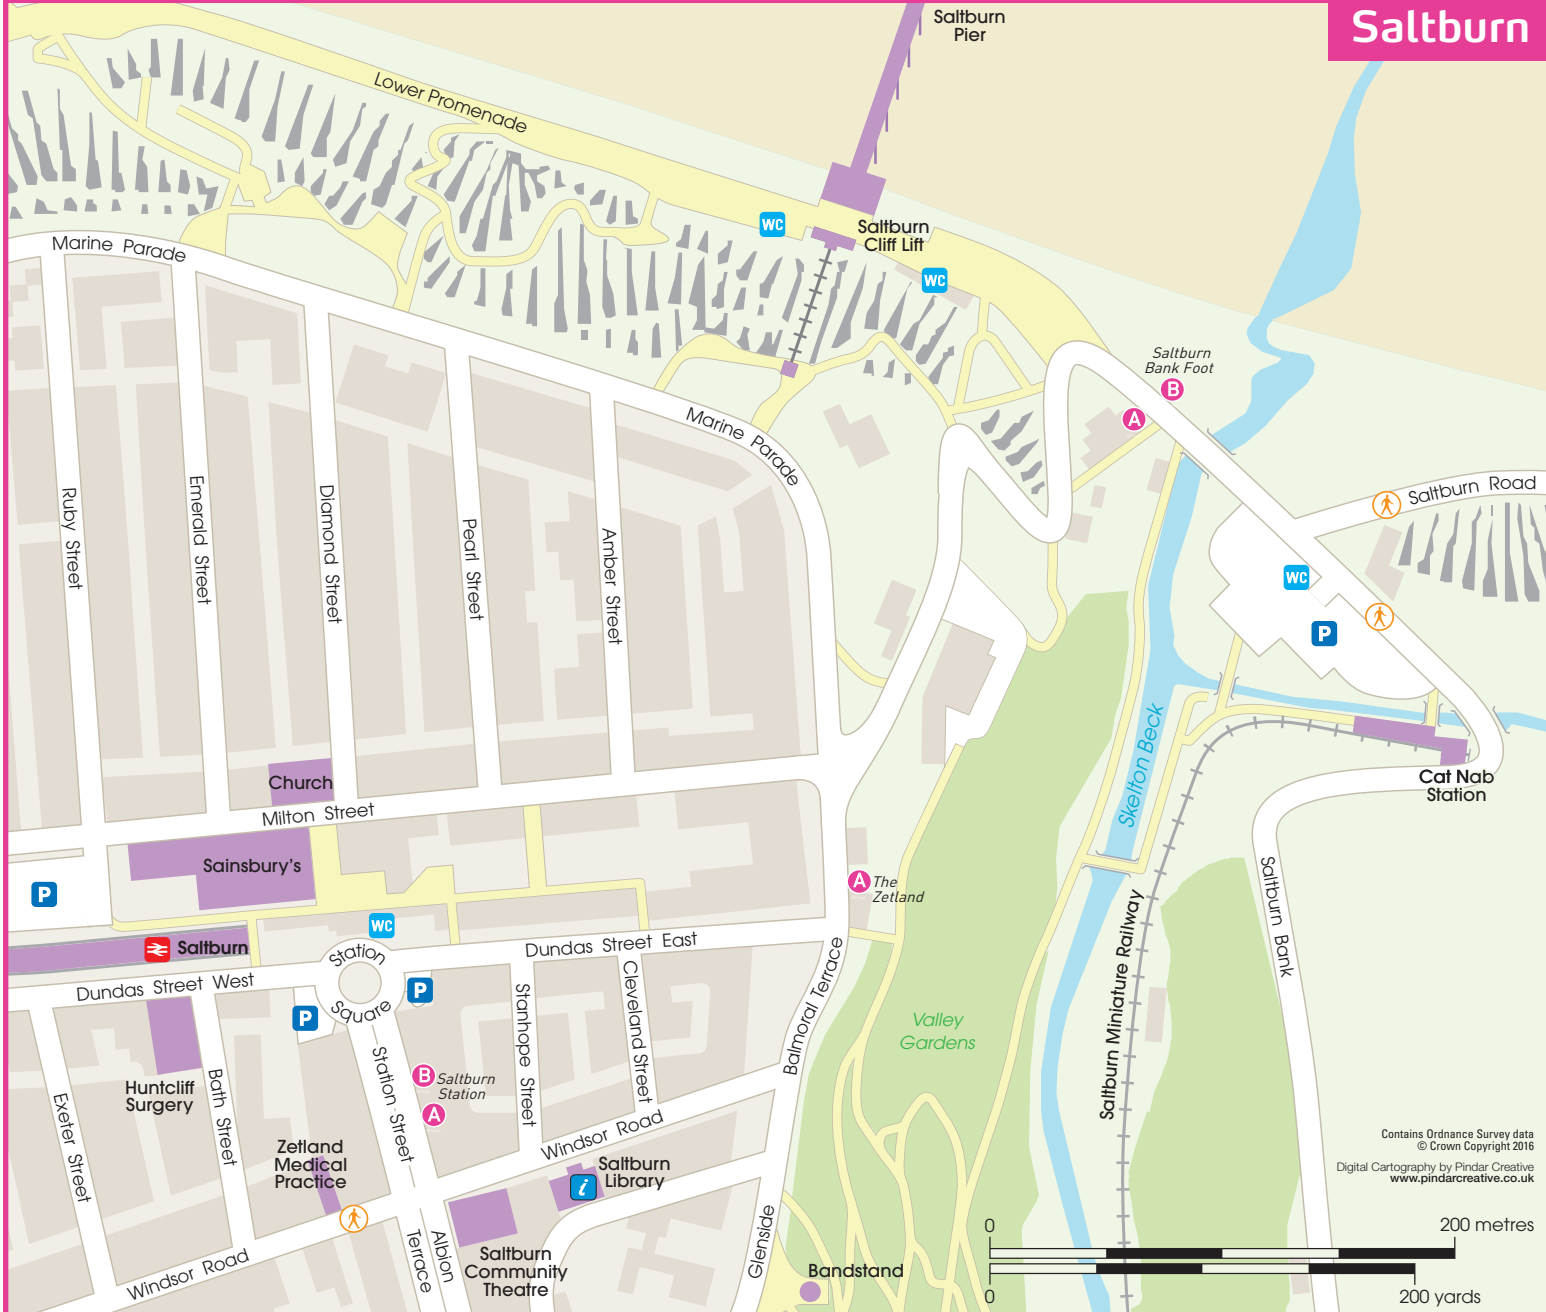 Saltburn
Saltburn
Pier
Lower Promenade
WC
Saltburn
Cliff Lift
WC
Marine Parade
Saltburn
Bank Foot
B
A
Marine Parade
Saltburn Road
Ruby Street
Emerald Street
Diamond Street
Pearl Street
Amber Street
WC
P
Skelton Beck
Cat Nab
Station
Church
Milton Street
Sainsbury's
P
A
The
Zetland
WC
Saltburn
Station
Square
Dundas Street East
Dundas Street West
P
P
Saltburn Bank
Saltburn Miniature Railway
Balmoral Terrace
Valley
Gardens
Stanhope Street
Cleveland Street
Station Street
B
Saltburn
Station
A
Huntcliff
Surgery
Bath Street
Exeter Street
Zetland
Medical
Practice
Windsor Road
Saltburn
Library
i
Windsor Road
Albion
Terrace
Saltburn
Community
Theatre
Glenside
Bandstand
Contains Ordnance Survey data
© Crown Copyright 2016
Digital Cartography by Pindar Creative
www.pindarcreative.co.uk
0
200 metres
0
200 yards